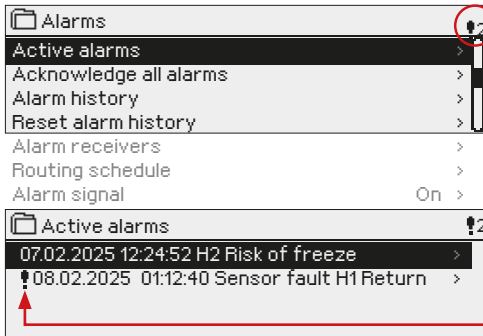 Alarms
!2
Active alarms >
Acknowledge all alarms >
Alarm history >
Reset alarm history >
Alarm receivers >
Routing schedule >
Alarm signal On >
Active alarms !2
07.02.2025 12:24:52 H2 Risk of freeze >
!08.02.2025 01:12:40 Sensor fault H1 Return >